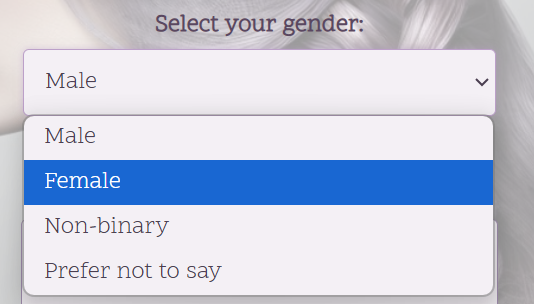 Select your gender:
Male
Male
Female
Non-binary
Prefer not to say